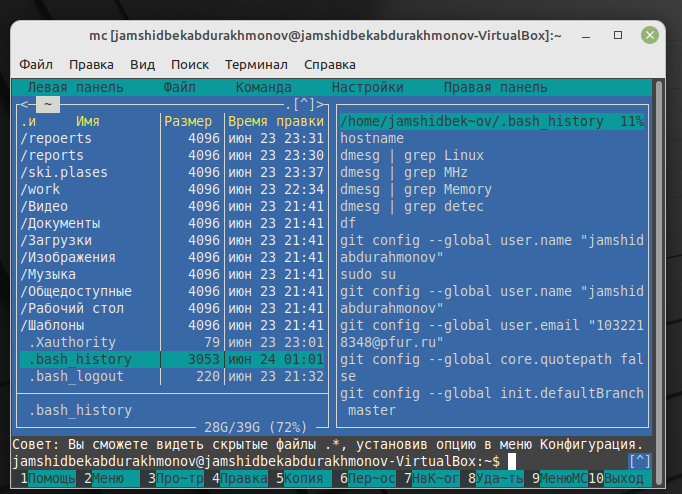 mc [jamshidbekabdurakhmonov@jamshidbekabdurakhmonov-VirtualBox]:~
Файл Правка Вид Поиск Терминал Справка
Левая панель Файл Команда Настройки Правая панель
<─ ~ .[^]>
.и Имя Размер Время правки
/repoerts 4096 июн 23 23:31
/reports 4096 июн 23 23:30
/ski.plases 4096 июн 23 23:37
/work 4096 июн 23 22:34
/Видео 4096 июн 23 21:41
/Документы 4096 июн 23 21:41
/Загрузки 4096 июн 23 21:41
/Изображения 4096 июн 23 21:41
/Музыка 4096 июн 23 21:41
/Общедоступные 4096 июн 23 21:41
/Рабочий стол 4096 июн 23 21:41
/Шаблоны 4096 июн 23 21:41
.Xauthority 79 июн 23 23:01
.bash_history 3053 июн 24 01:01
.bash_logout 220 июн 23 21:32
.bash_history
28G/39G (72%)
/home/jamshidbek~ov/.bash_history 11%
hostname
dmesg | grep Linux
dmesg | grep MHz
dmesg | grep Memory
dmesg | grep detec
df
git config --global user.name "jamshid
abdurahmonov"
sudo su
git config --global user.name "jamshid
abdurahmonov"
git config --global user.email "103221
8348@pfur.ru"
git config --global core.quotepath fal
se
git config --global init.defaultBranch
master
Совет: Вы сможете видеть скрытые файлы .*, установив опцию в меню Конфигурация.
jamshidbekabdurakhmonov@jamshidbekabdurakhmonov-VirtualBox:~$ [^]
1Помощь 2Меню 3Про~тр 4Правка 5Копия 6Пер~ос 7НвК~ог 8Уда~ть 9МенюMC 10Выход